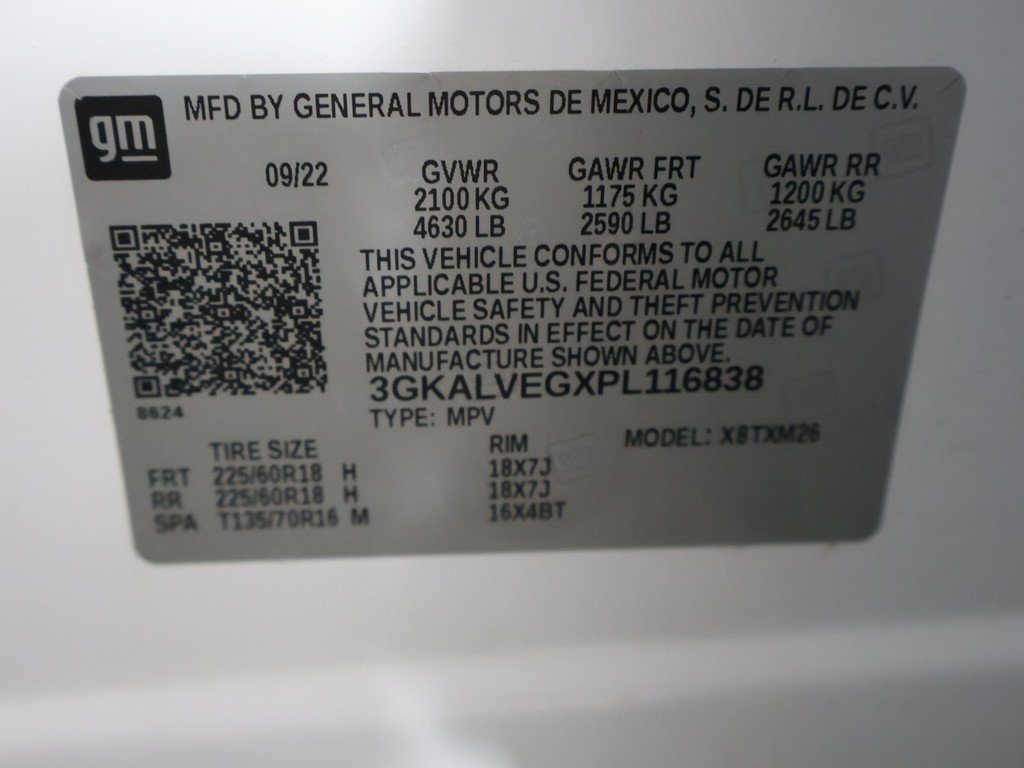 gm
MFD BY GENERAL MOTORS DE MEXICO, S. DE R.L. DE C.V.
09/22 GVWR GAWR FRT GAWR RR
2100 KG 1175 KG 1200 KG
4630 LB 2590 LB 2645 LB
THIS VEHICLE CONFORMS TO ALL
APPLICABLE U.S. FEDERAL MOTOR
VEHICLE SAFETY AND THEFT PREVENTION
STANDARDS IN EFFECT ON THE DATE OF
MANUFACTURE SHOWN ABOVE.
3GKALVEGXPL116838
8624
TYPE: MPV
TIRE SIZE RIM MODEL: X8TXM26
FRT 225/60R18 H 18X7J
RR 225/60R18 H 18X7J
SPA T135/70R16 M 16X4BT